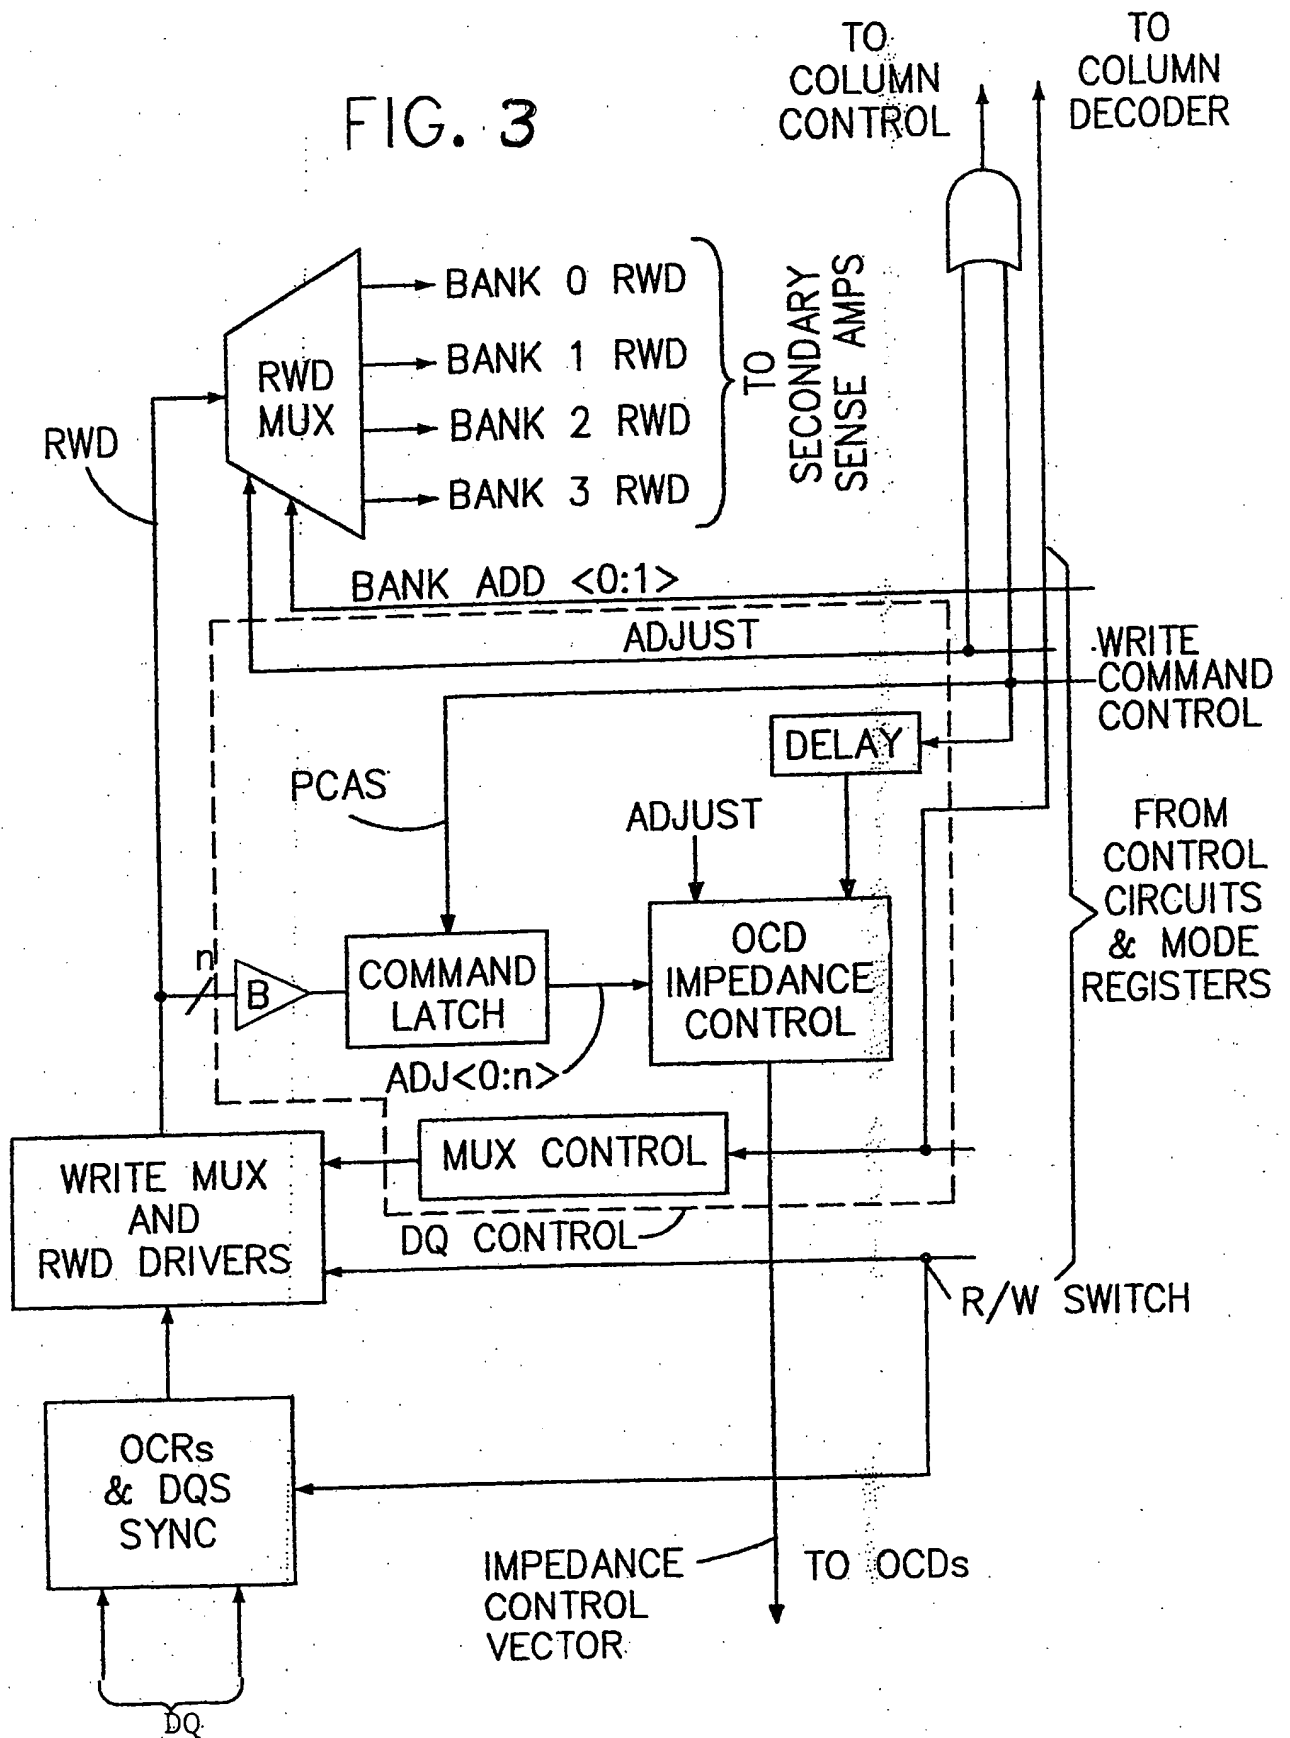 TO
COLUMN
CONTROL
TO
COLUMN
DECODER
FIG. 3
BANK 0 RWD
BANK 1 RWD
BANK 2 RWD
BANK 3 RWD
TO
SECONDARY
SENSE AMPS
RWD
MUX
RWD
BANK ADD <0:1>
ADJUST
WRITE
COMMAND
CONTROL
DELAY
PCAS
ADJUST
FROM
CONTROL
CIRCUITS
& MODE
REGISTERS
n
B
COMMAND
LATCH
OCD
IMPEDANCE
CONTROL
ADJ<0:n>
MUX CONTROL
WRITE MUX
AND
RWD DRIVERS
DQ CONTROL
R/W SWITCH
OCRs
& DQS
SYNC
IMPEDANCE
CONTROL
VECTOR
TO OCDs
DQ